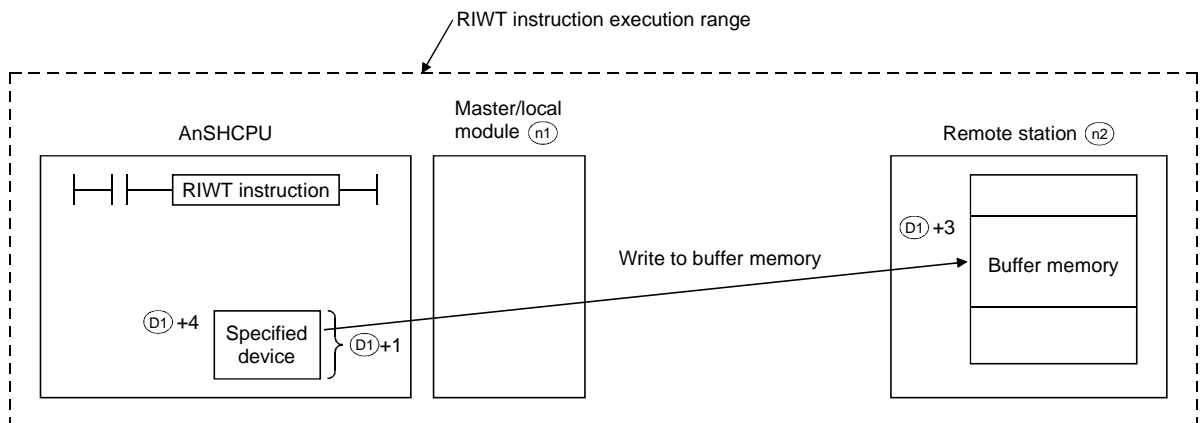 RIWT instruction execution range
AnSHCPU
Master/local
module n1
Remote station n2
RIWT instruction
D1 +3
Write to buffer memory
Buffer memory
D1 +4
Specified
device
D1 +1